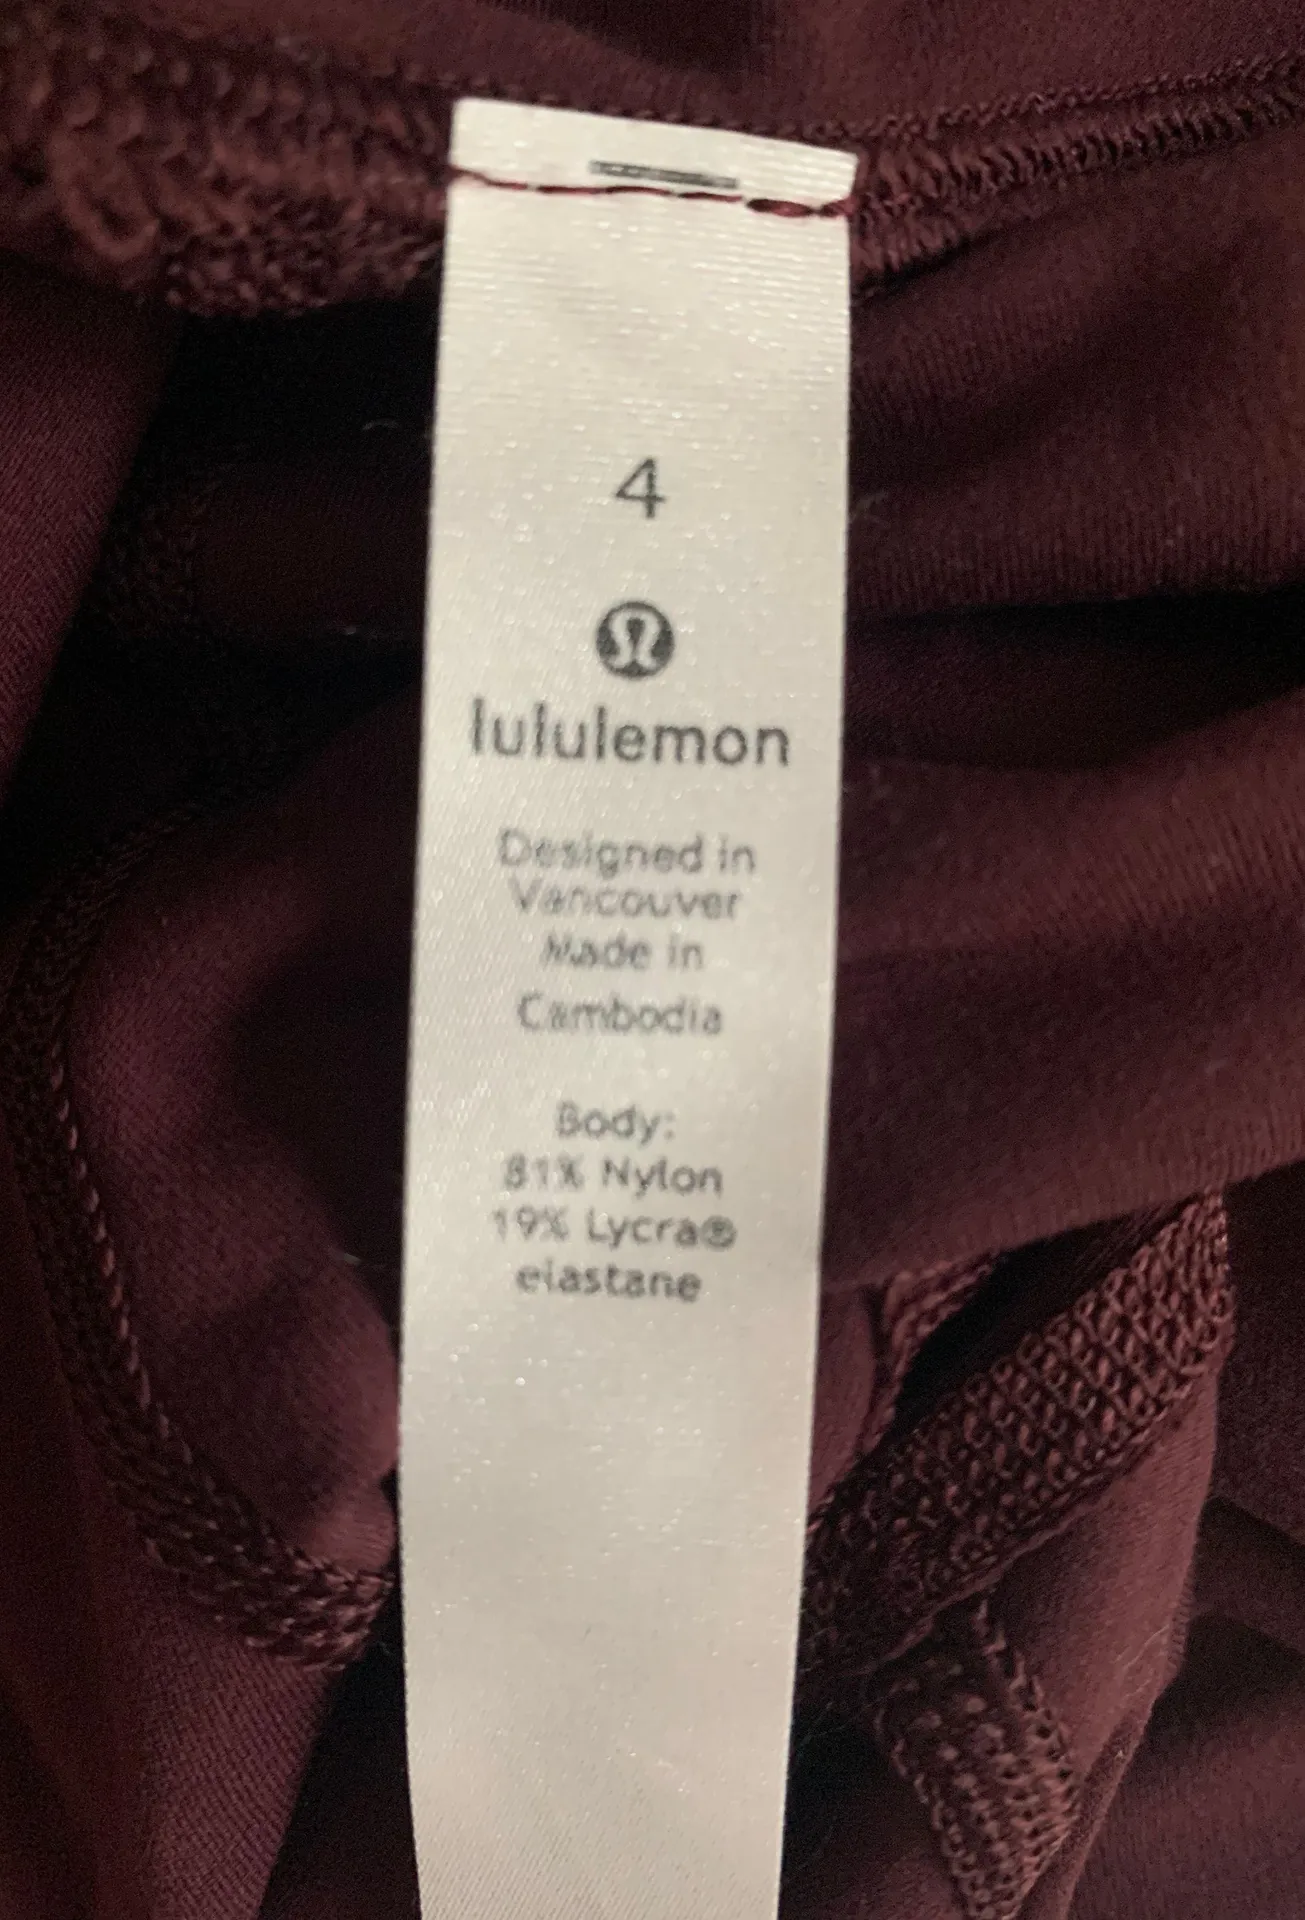 4
lululemon
Designed in
Vancouver
Made in
Cambodia
Body:
81% Nylon
19% Lycra®
elastane